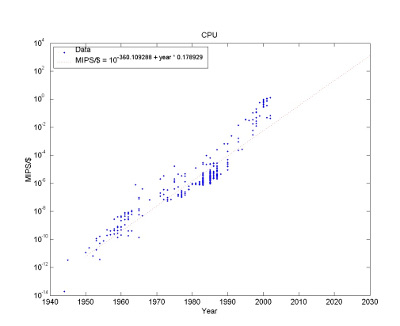 CPU
10^4
Data
MIPS/$ = 10^-360.109288 + year * 0.178929
10^2
10^0
10^-2
10^-4
MIPS/$
10^-6
10^-8
10^-10
10^-12
10^-14
1940 1950 1960 1970 1980 1990 2000 2010 2020 2030
Year